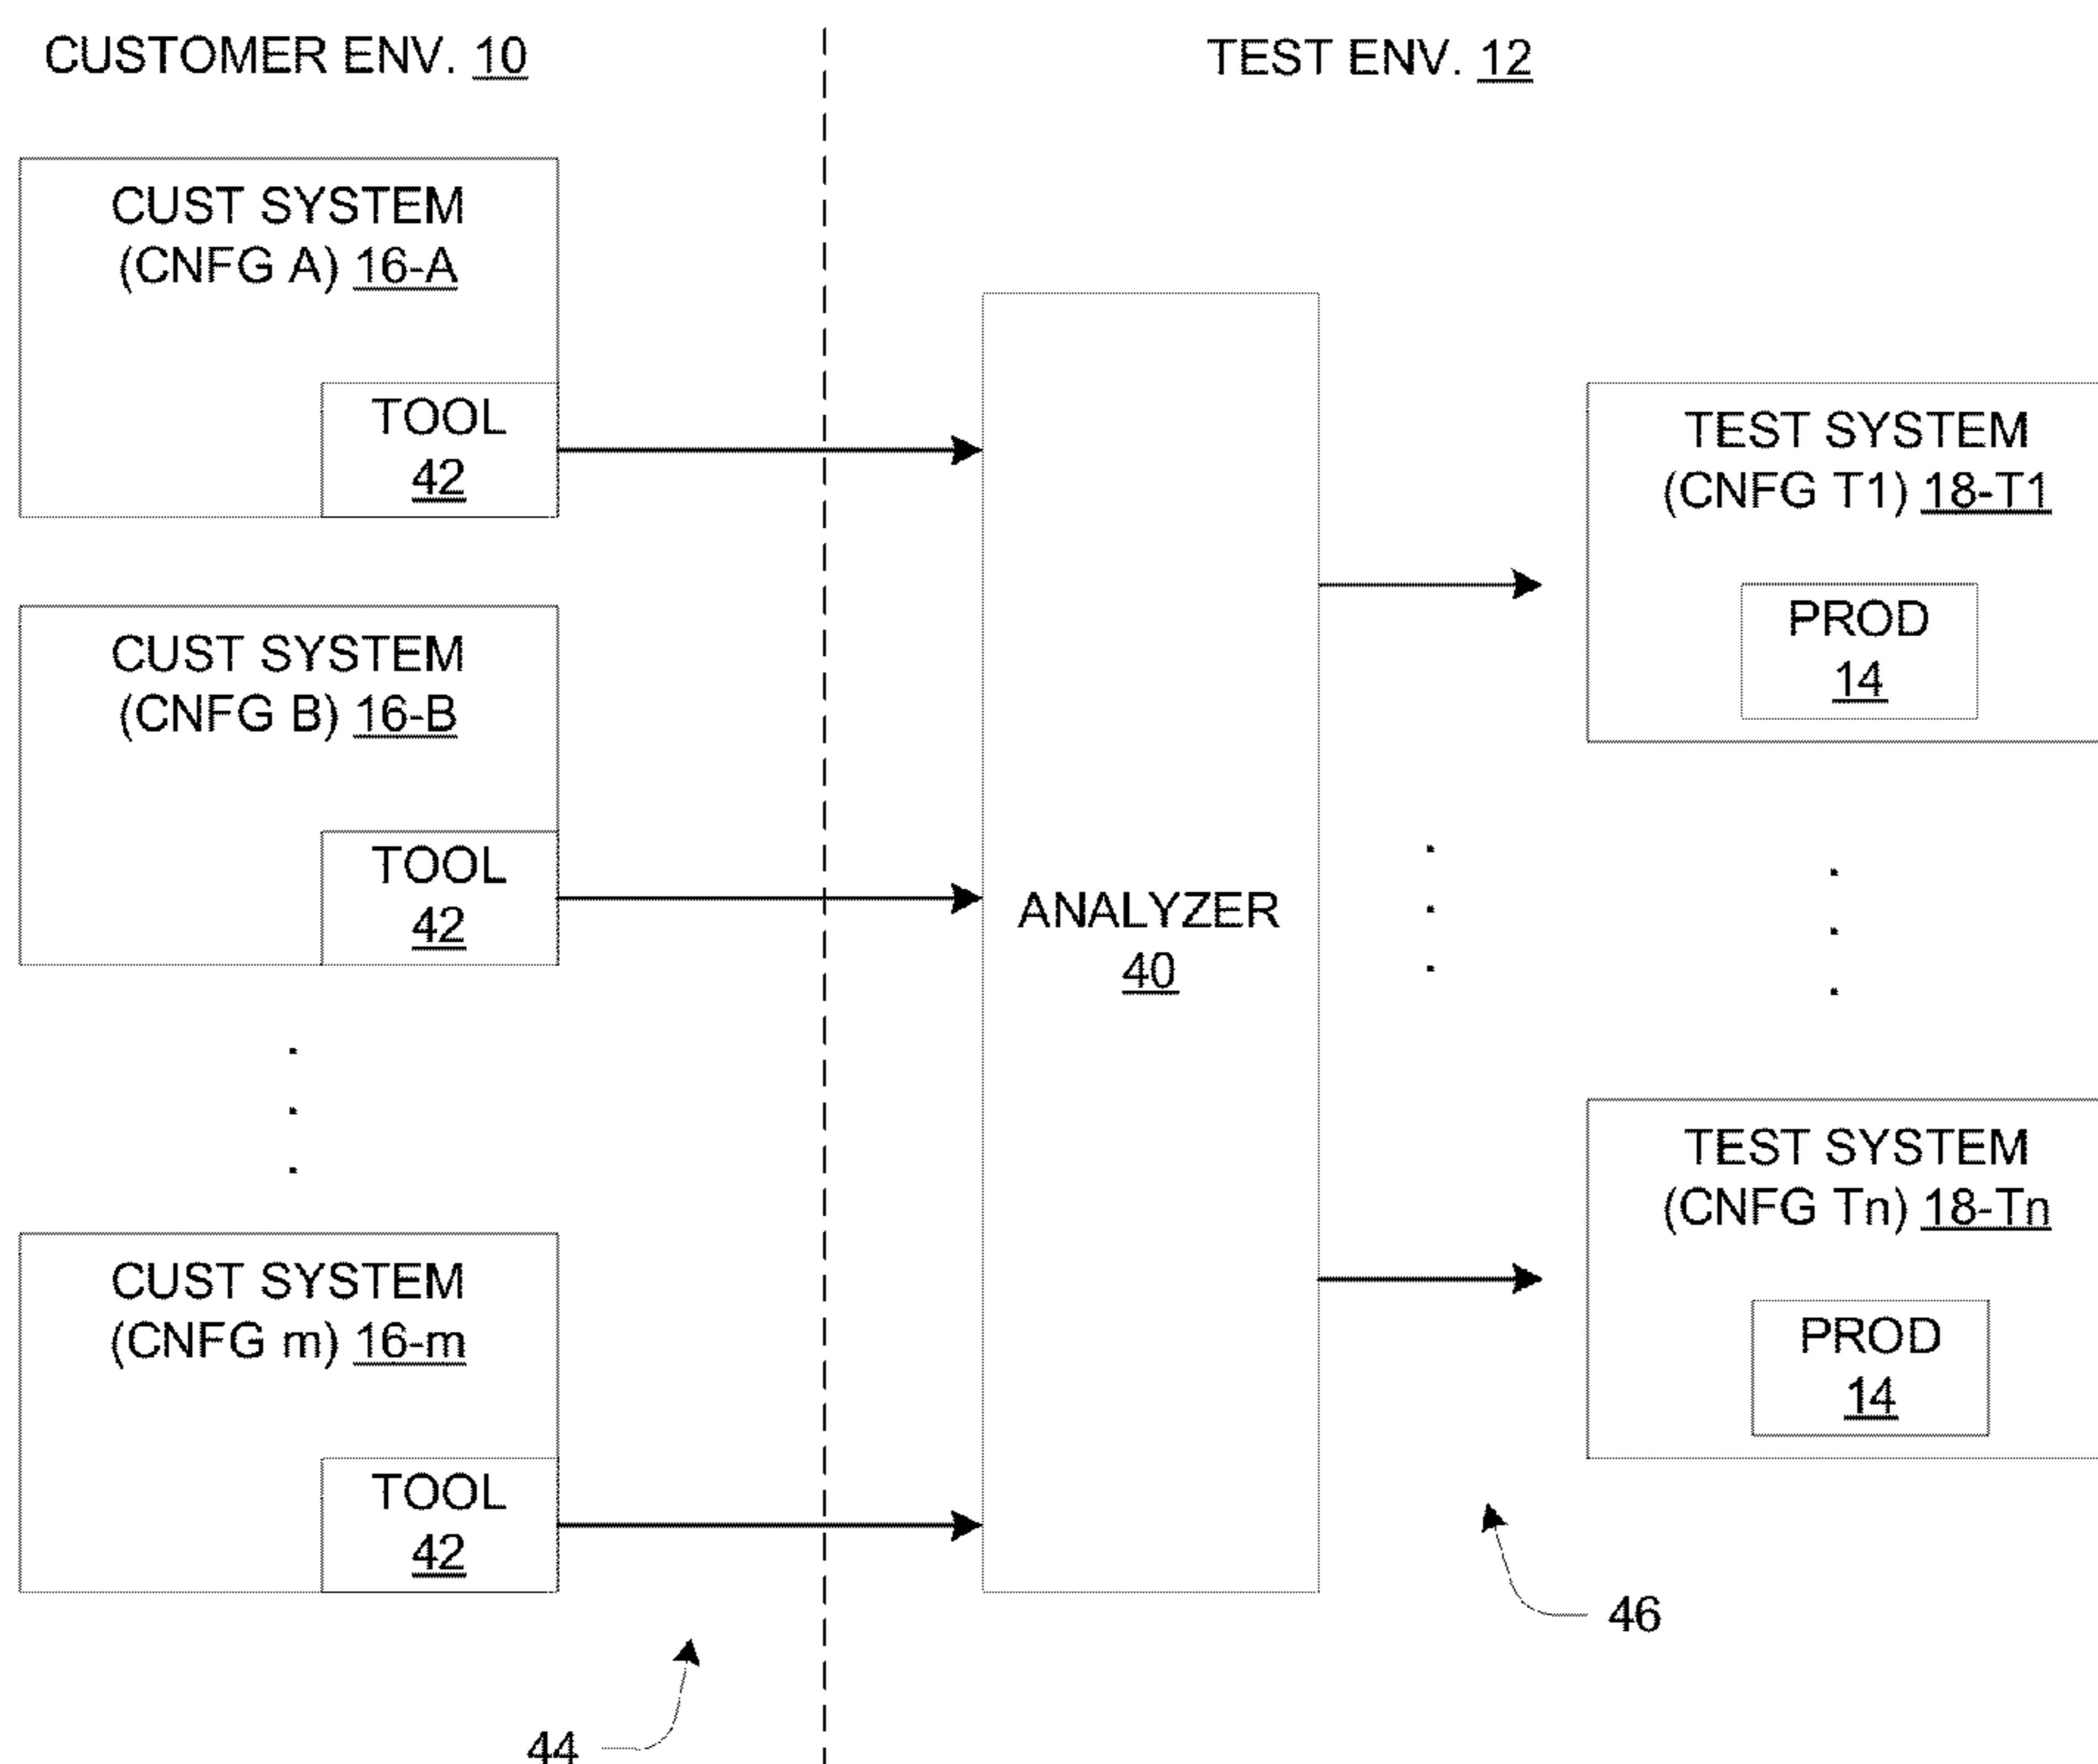 CUSTOMER ENV. 10
TEST ENV. 12
CUST SYSTEM
(CNFG A) 16-A
TOOL
42
CUST SYSTEM
(CNFG B) 16-B
TOOL
42
CUST SYSTEM
(CNFG m) 16-m
TOOL
42
44
ANALYZER
40
TEST SYSTEM
(CNFG T1) 18-T1
PROD
14
TEST SYSTEM
(CNFG Tn) 18-Tn
PROD
14
46